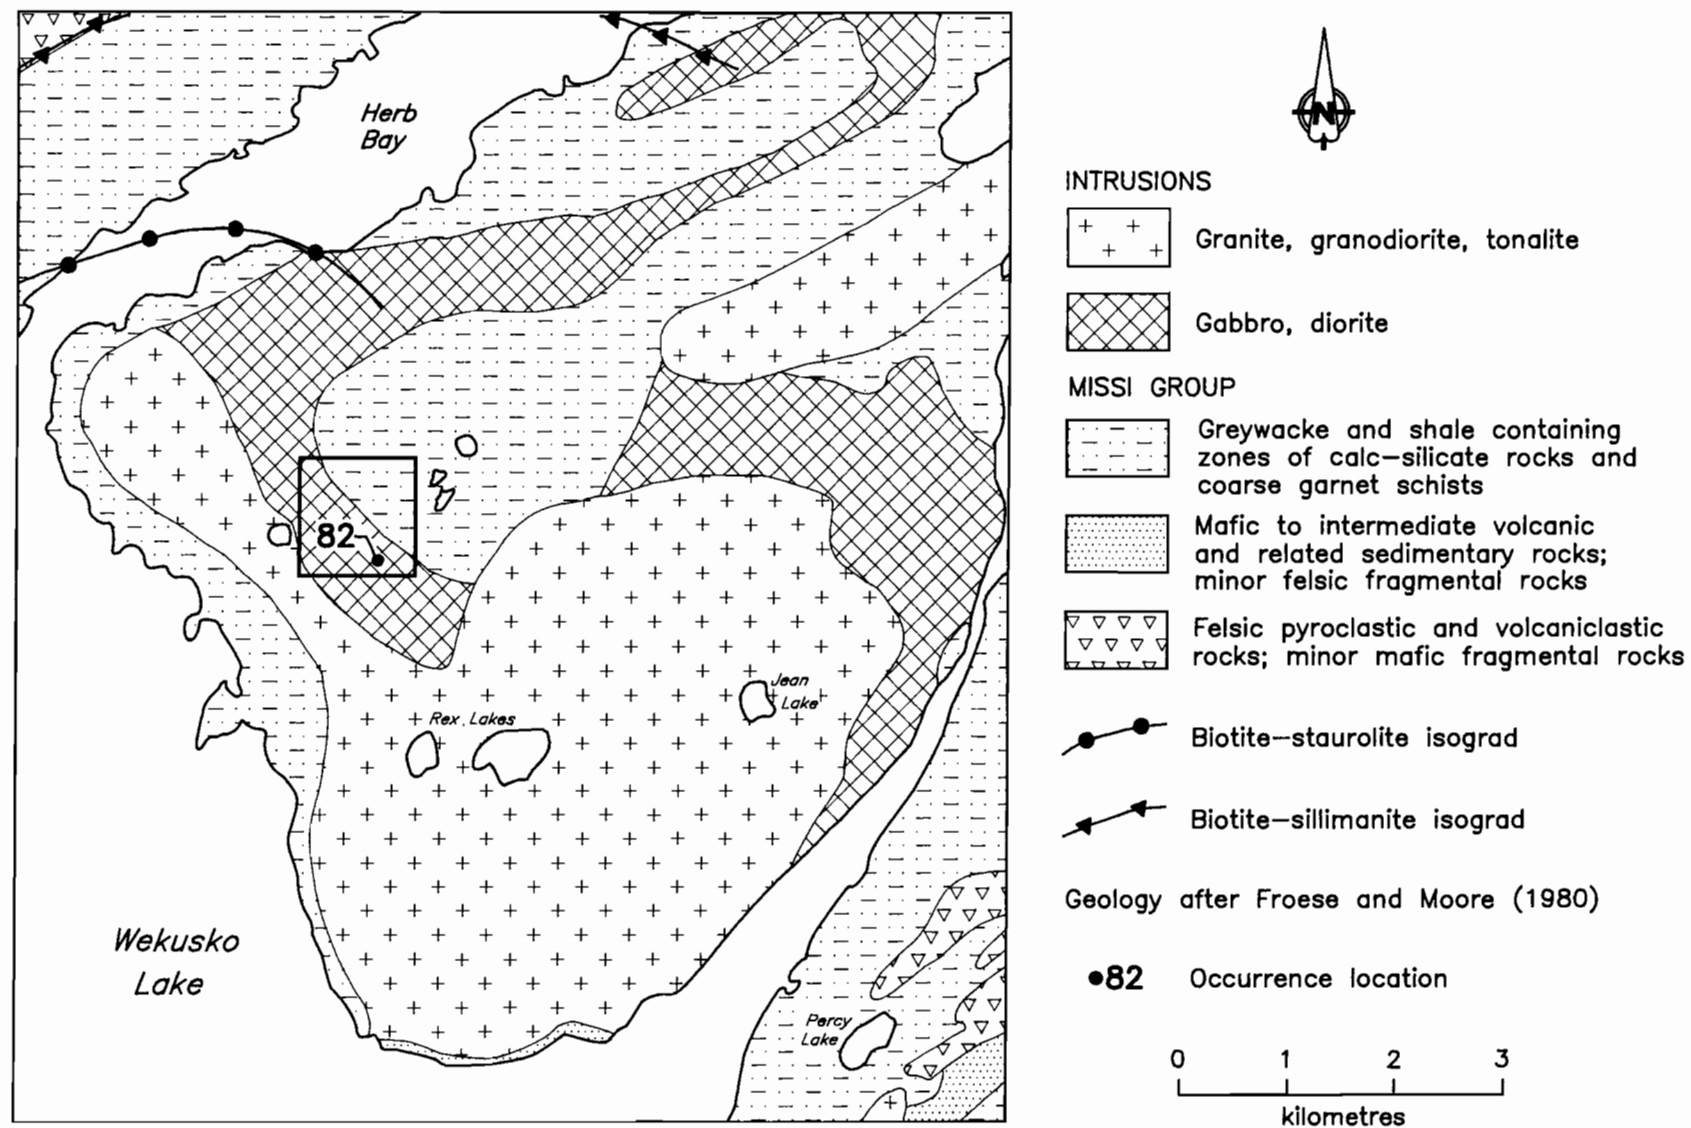 Herb
Bay
82
Jean
Lake
Rex Lakes
Wekusko
Lake
Percy
Lake
N
INTRUSIONS
Granite, granodiorite, tonalite
Gabbro, diorite
MISSI GROUP
Greywacke and shale containing
zones of calc-silicate rocks and
coarse garnet schists
Mafic to intermediate volcanic
and related sedimentary rocks;
minor felsic fragmental rocks
Felsic pyroclastic and volcaniclastic
rocks; minor mafic fragmental rocks
Biotite-staurolite isograd
Biotite-sillimanite isograd
Geology after Froese and Moore (1980)
82 Occurrence location
0 1 2 3
kilometres